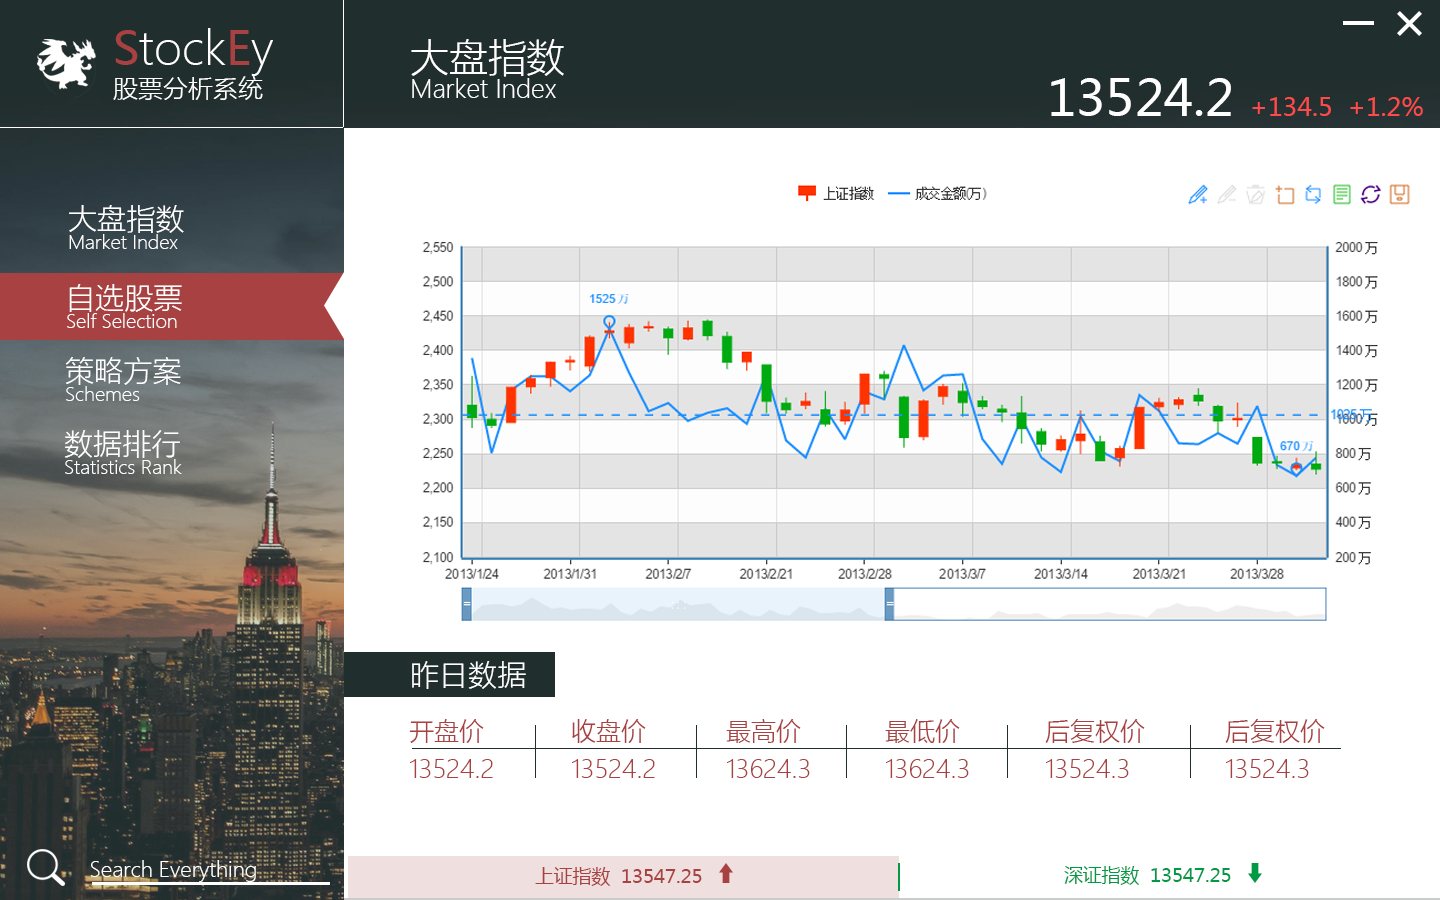 StockEy
股票分析系统
大盘指数
Market Index
13524.2 +134.5 +1.2%
大盘指数
Market Index
自选股票
Self Selection
策略方案
Schemes
数据排行
Statistics Rank
Search Everything
上证指数 成交金额(万)
2,550
2,500
2,450
2,400
2,350
2,300
2,250
2,200
2,150
2,100
1525 万
670 万
2000 万
1800 万
1600 万
1400 万
1200 万
1000 万
800 万
600 万
400 万
200 万
2013/1/24 2013/1/31 2013/2/7 2013/2/21 2013/2/28 2013/3/7 2013/3/14 2013/3/21 2013/3/28
昨日数据
开盘价 收盘价 最高价 最低价 后复权价 后复权价
13524.2 13524.2 13624.3 13624.3 13524.3 13524.3
上证指数 13547.25 深证指数 13547.25